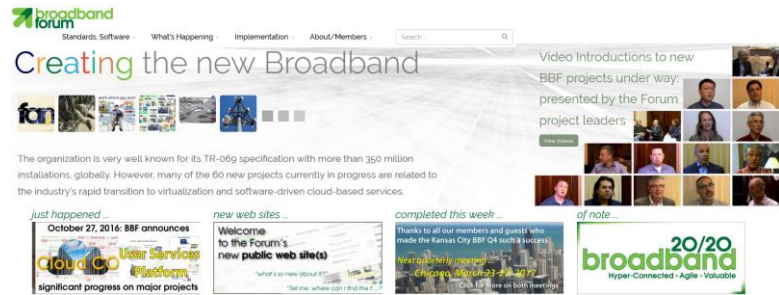 broadband
forum
Standards, Software
What's Happening
Implementation
About/Members
Search...
Creating the new Broadband
Video Introductions to new
BBF projects under way:
presented by the Forum
project leaders
View Videos
fon
The organization is very well known for its TR-069 specification with more than 350 million
installations, globally. However, many of the 60 new projects currently in progress are related to
the industry's rapid transition to virtualization and software-driven cloud-based services.
just happened ...
October 27, 2016: BBF announces
Cloud CO User Services
Platform
significant progress on major projects
new web sites ...
Welcome
to the Forum's
new public web site(s)
"what's so new about it?"
"Tell me, where can I find the f
completed this week ...
Thanks to all our members and guests who
made the Kansas City BBF Q4 such a success
Next quarterly meeting
Chicago, March 2017
Click for more on both meetings
of note ...
20/20
broadband
Hyper-Connected - Agile - Valuable